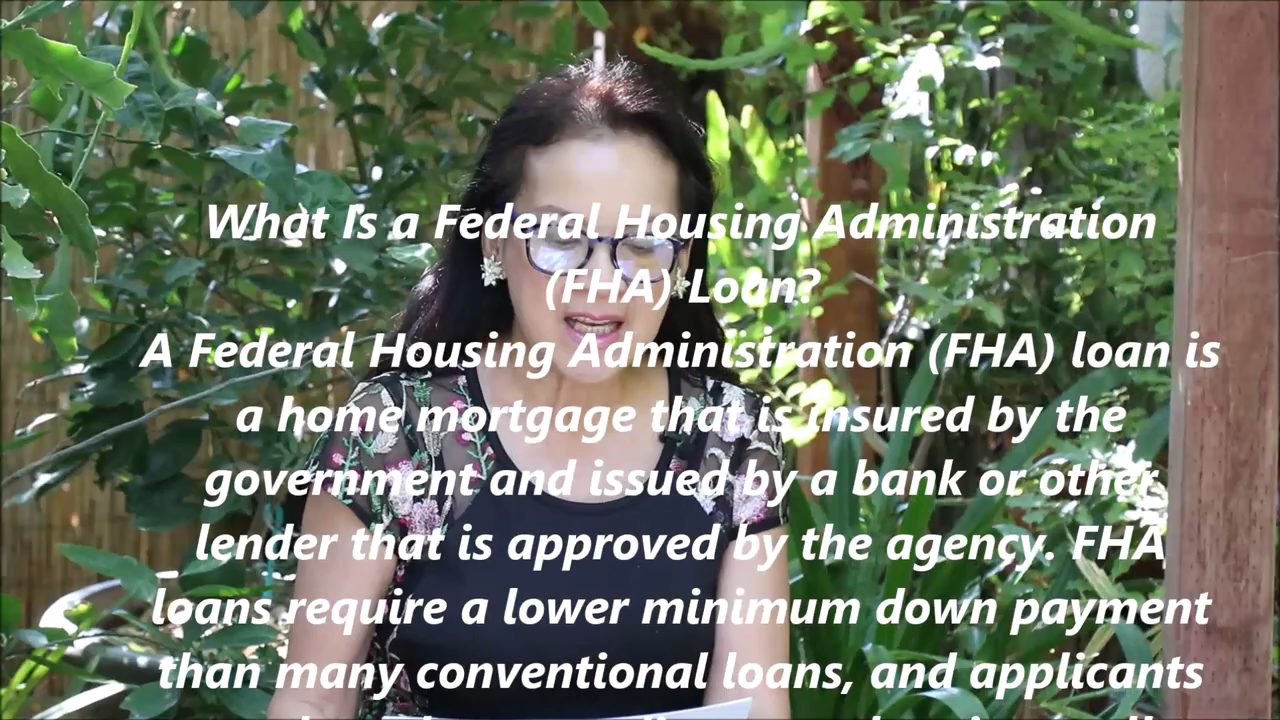 What Is a Federal Housing Administration
(FHA) Loan?
A Federal Housing Administration (FHA) loan is
a home mortgage that is insured by the
government and issued by a bank or other
lender that is approved by the agency. FHA
loans require a lower minimum down payment
than many conventional loans, and applicants